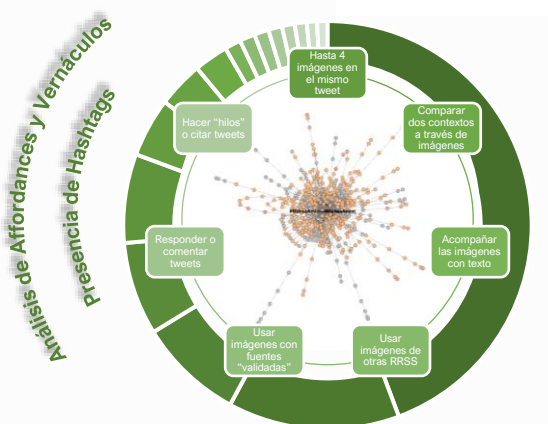 Análisis de Affordances y Vernáculos
Presencia de Hashtags
Hasta 4
imágenes en
el mismo
tweet
Comparar
dos contextos
a través de
imágenes
Acompañar
las imágenes
con texto
Usar
imágenes de
otras RRSS
Usar
imágenes con
fuentes
“validadas”
Responder o
comentar
tweets
Hacer “hilos”
o citar tweets